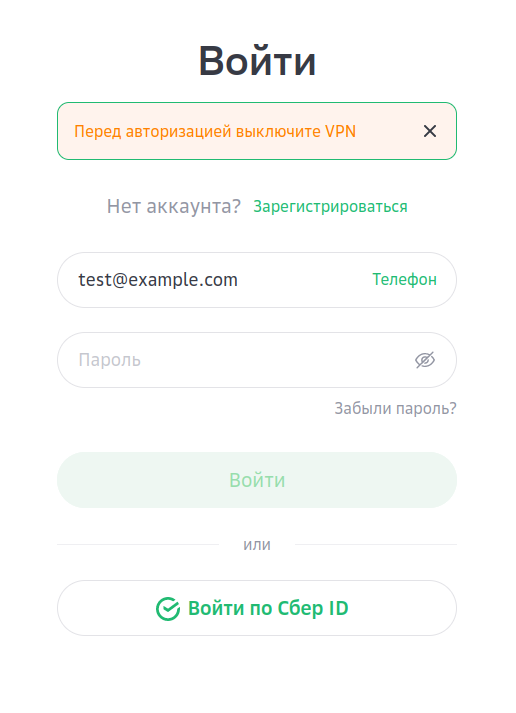 Войти
Перед авторизацией выключите VPN
Нет аккаунта? Зарегистрироваться
test@example.com Телефон
Пароль
Забыли пароль?
Войти
или
Войти по Сбер ID